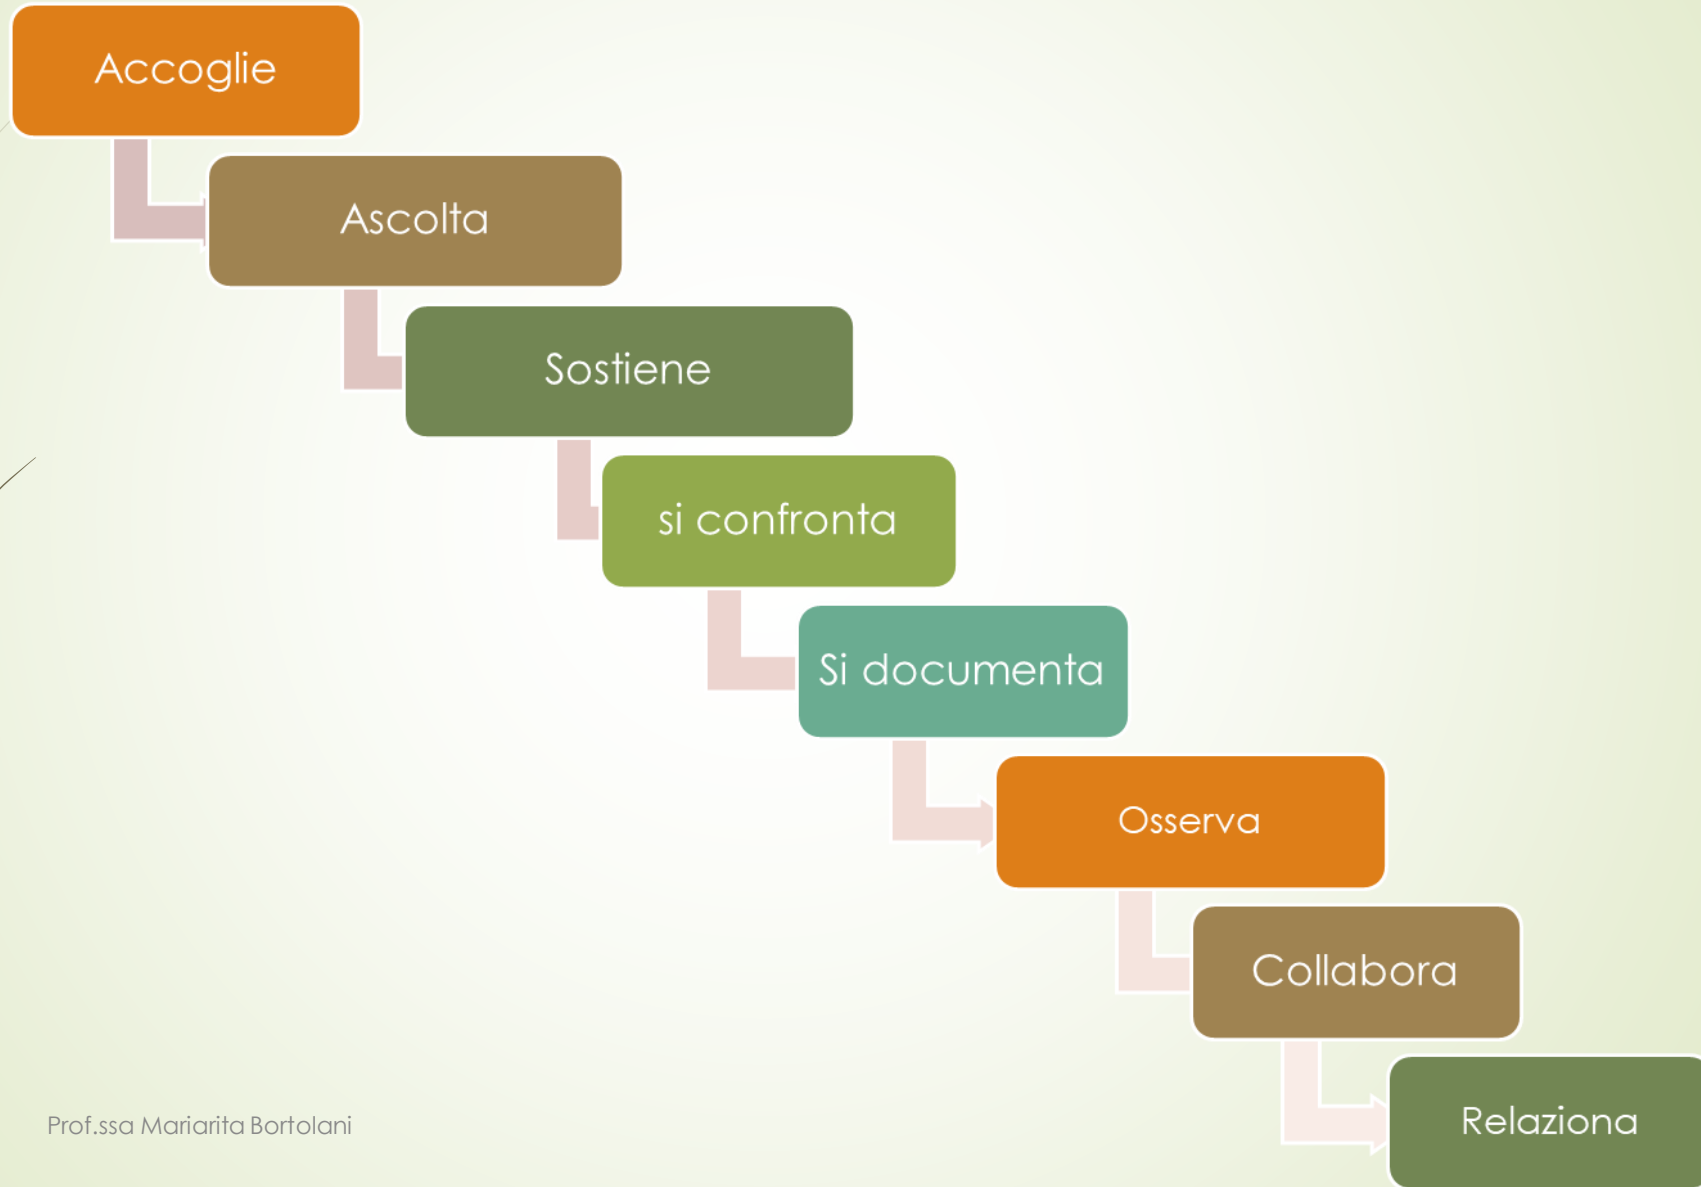 Accoglie
Ascolta
Sostiene
si confronta
Si documenta
Osserva
Collabora
Relaziona
Prof.ssa Mariarita Bortolani